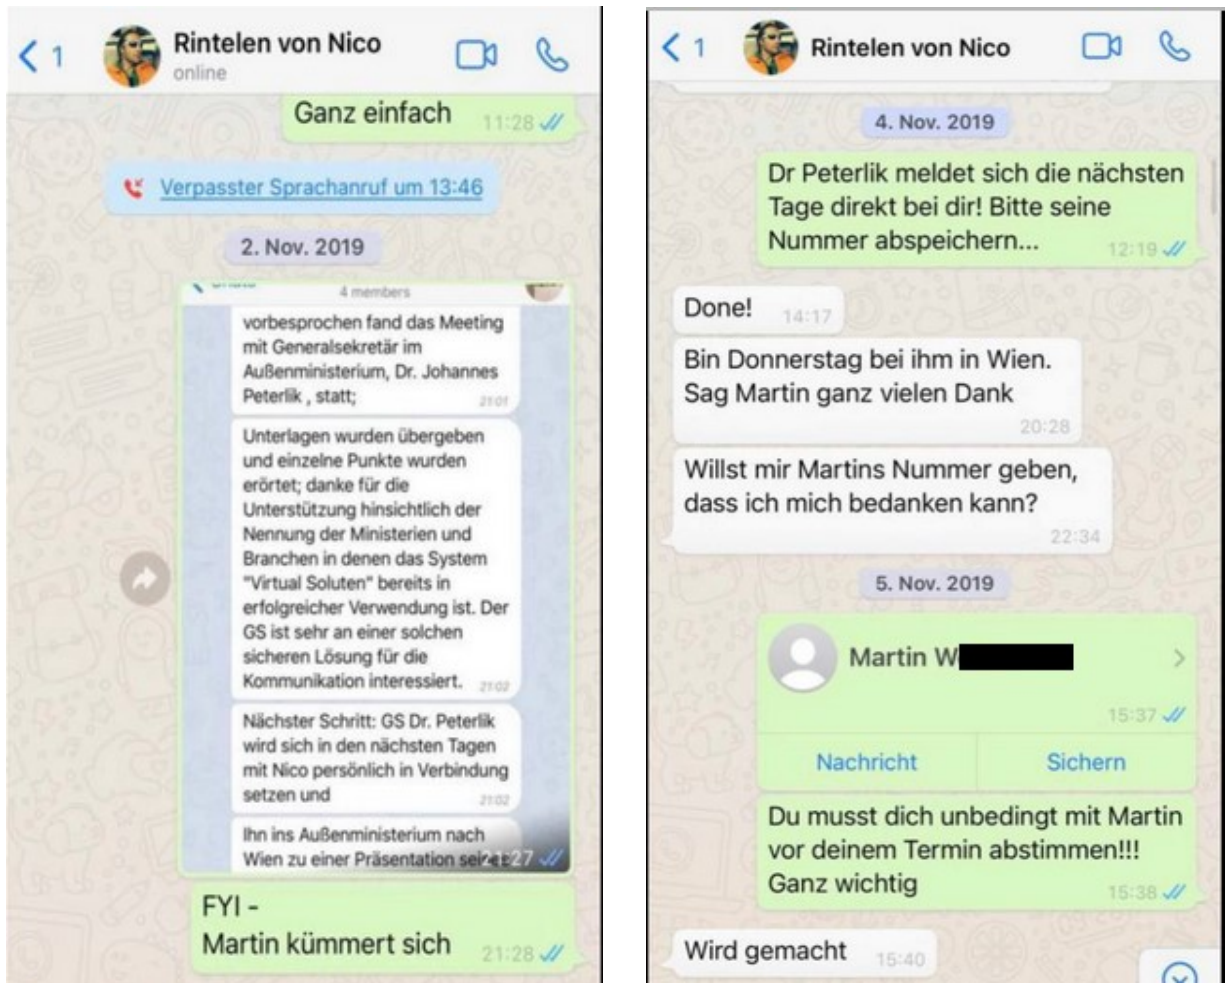 1
Rintelen von Nico
online
Ganz einfach
11:28
Verpasster Sprachanruf um 13:46
2. Nov. 2019
4 members
vorbesprochen fand das Meeting
mit Generalsekretär im
Außenministerium, Dr. Johannes
Peterlik , statt;
21:01
Unterlagen wurden übergeben
und einzelne Punkte wurden
erörtet; danke für die
Unterstützung hinsichtlich der
Nennung der Ministerien und
Branchen in denen das System
"Virtual Soluten" bereits in
erfolgreicher Verwendung ist. Der
GS ist sehr an einer solchen
sicheren Lösung für die
Kommunikation interessiert.
21:02
Nächster Schritt: GS Dr. Peterlik
wird sich in den nächsten Tagen
mit Nico persönlich in Verbindung
setzen und
21:02
Ihn ins Außenministerium nach
Wien zu einer Präsentation
21:27
FYI -
Martin kümmert sich
21:28
1
Rintelen von Nico
4. Nov. 2019
Dr Peterlik meldet sich die nächsten
Tage direkt bei dir! Bitte seine
Nummer abspeichern...
12:19
Done!
14:17
Bin Donnerstag bei ihm in Wien.
Sag Martin ganz vielen Dank
20:28
Willst mir Martins Nummer geben,
dass ich mich bedanken kann?
22:34
5. Nov. 2019
Martin W
15:37
Nachricht
Sichern
Du musst dich unbedingt mit Martin
vor deinem Termin abstimmen!!!
Ganz wichtig
15:38
Wird gemacht
15:40